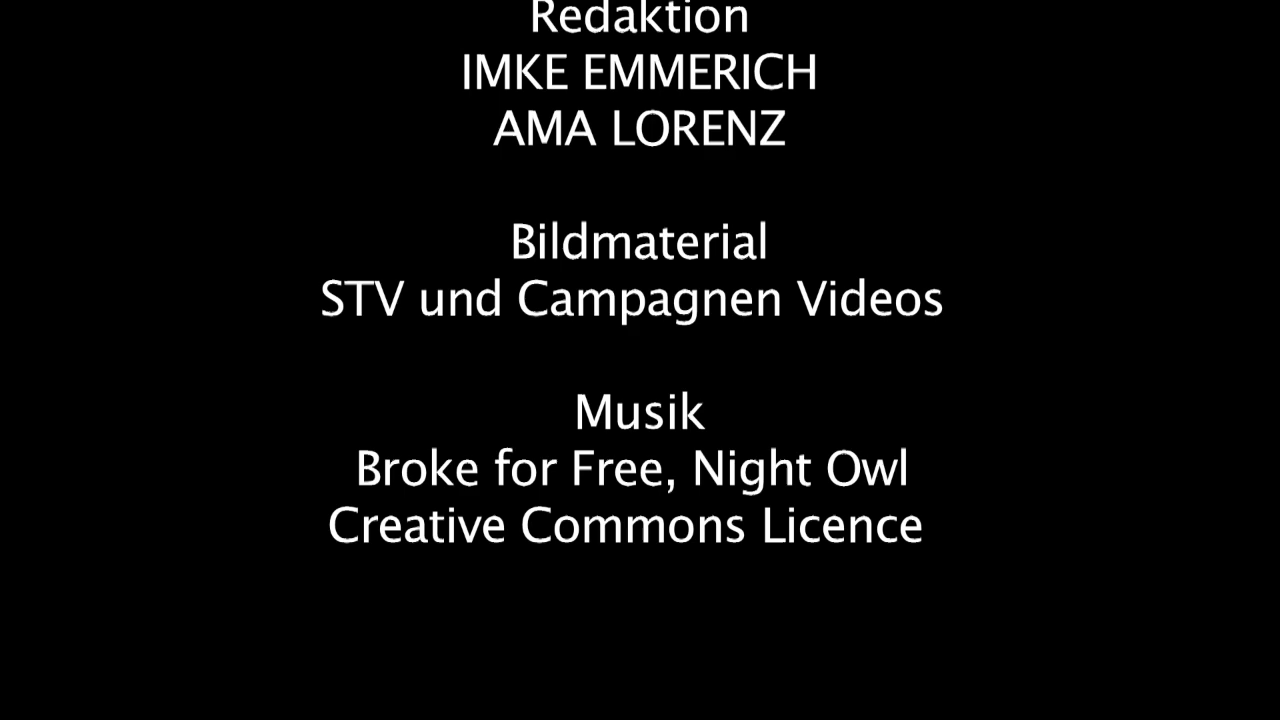 Redaktion
IMKE EMMERICH
AMA LORENZ
Bildmaterial
STV und Campagnen Videos
Musik
Broke for Free, Night Owl
Creative Commons Licence